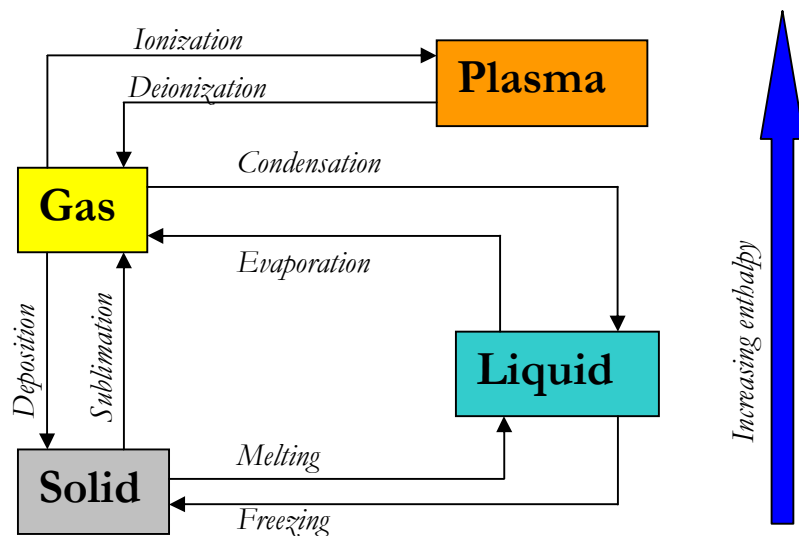 Ionization
Plasma
Deionization
Condensation
Gas
Evaporation
Deposition
Sublimation
Liquid
Increasing enthalpy
Melting
Solid
Freezing